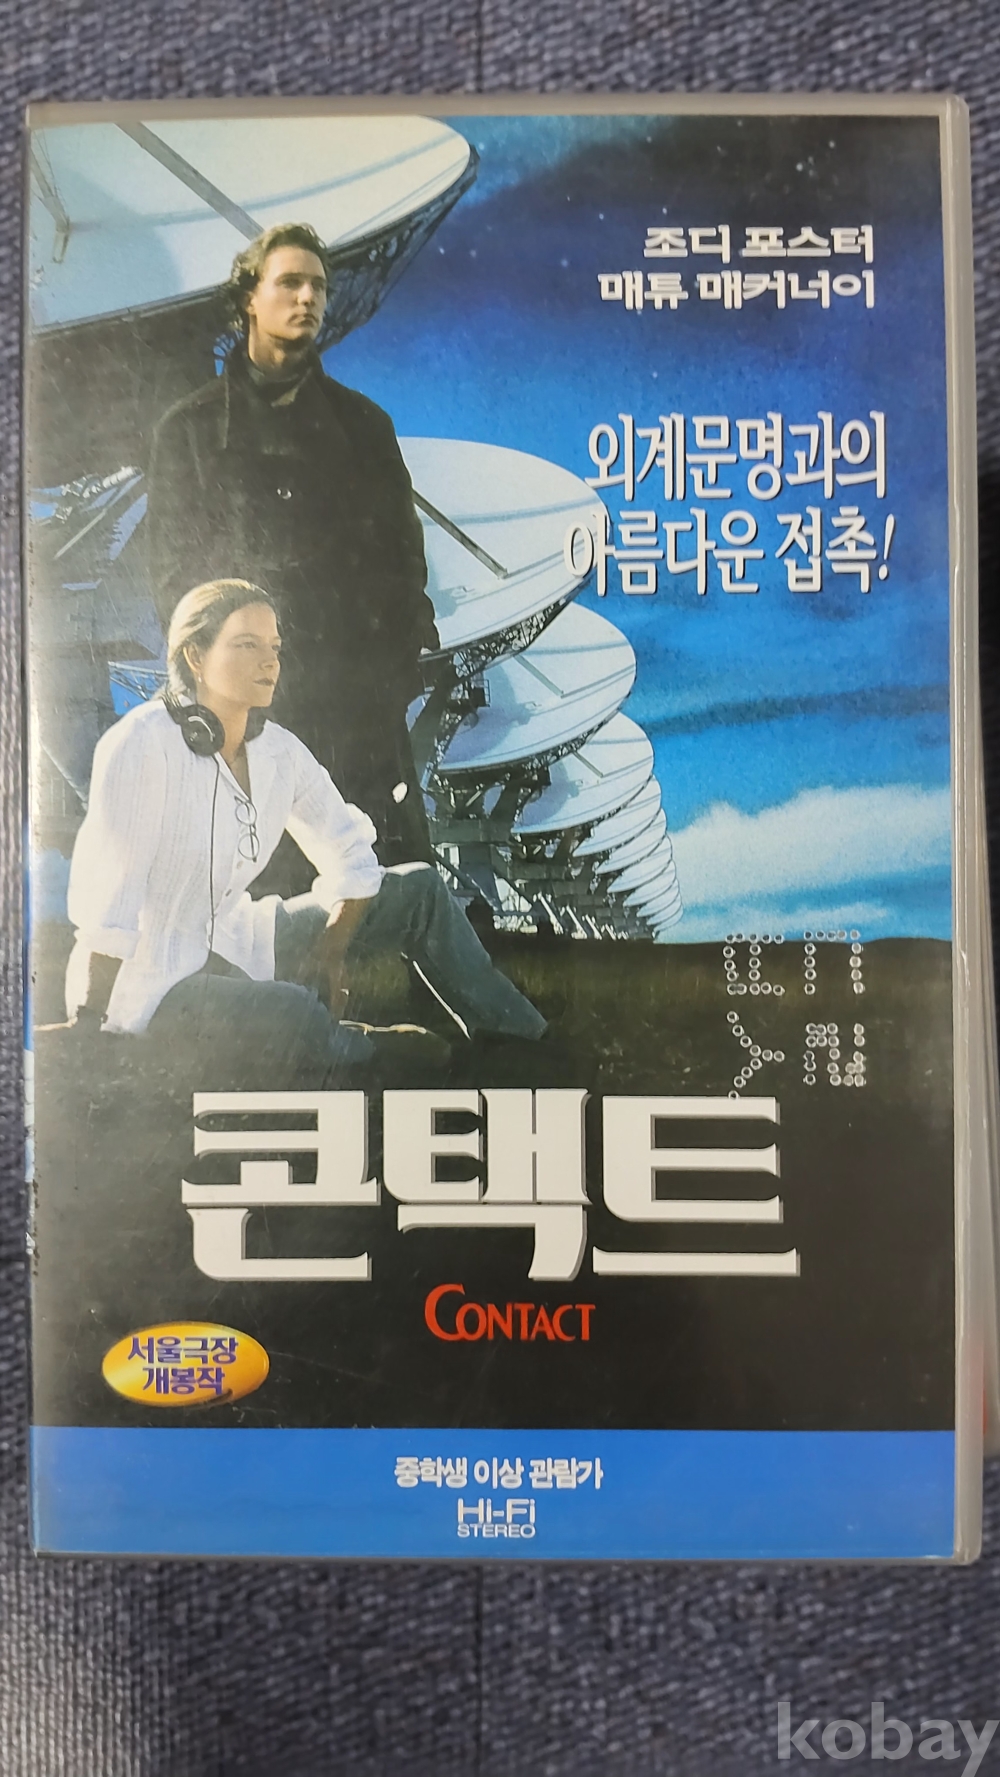 조디 포스터
매튜 매커너이
외계문명과의
아름다운 접촉!
콘택트
CONTACT
서울극장
개봉작
중학생 이상 관람가
Hi-Fi
STEREO
kobay